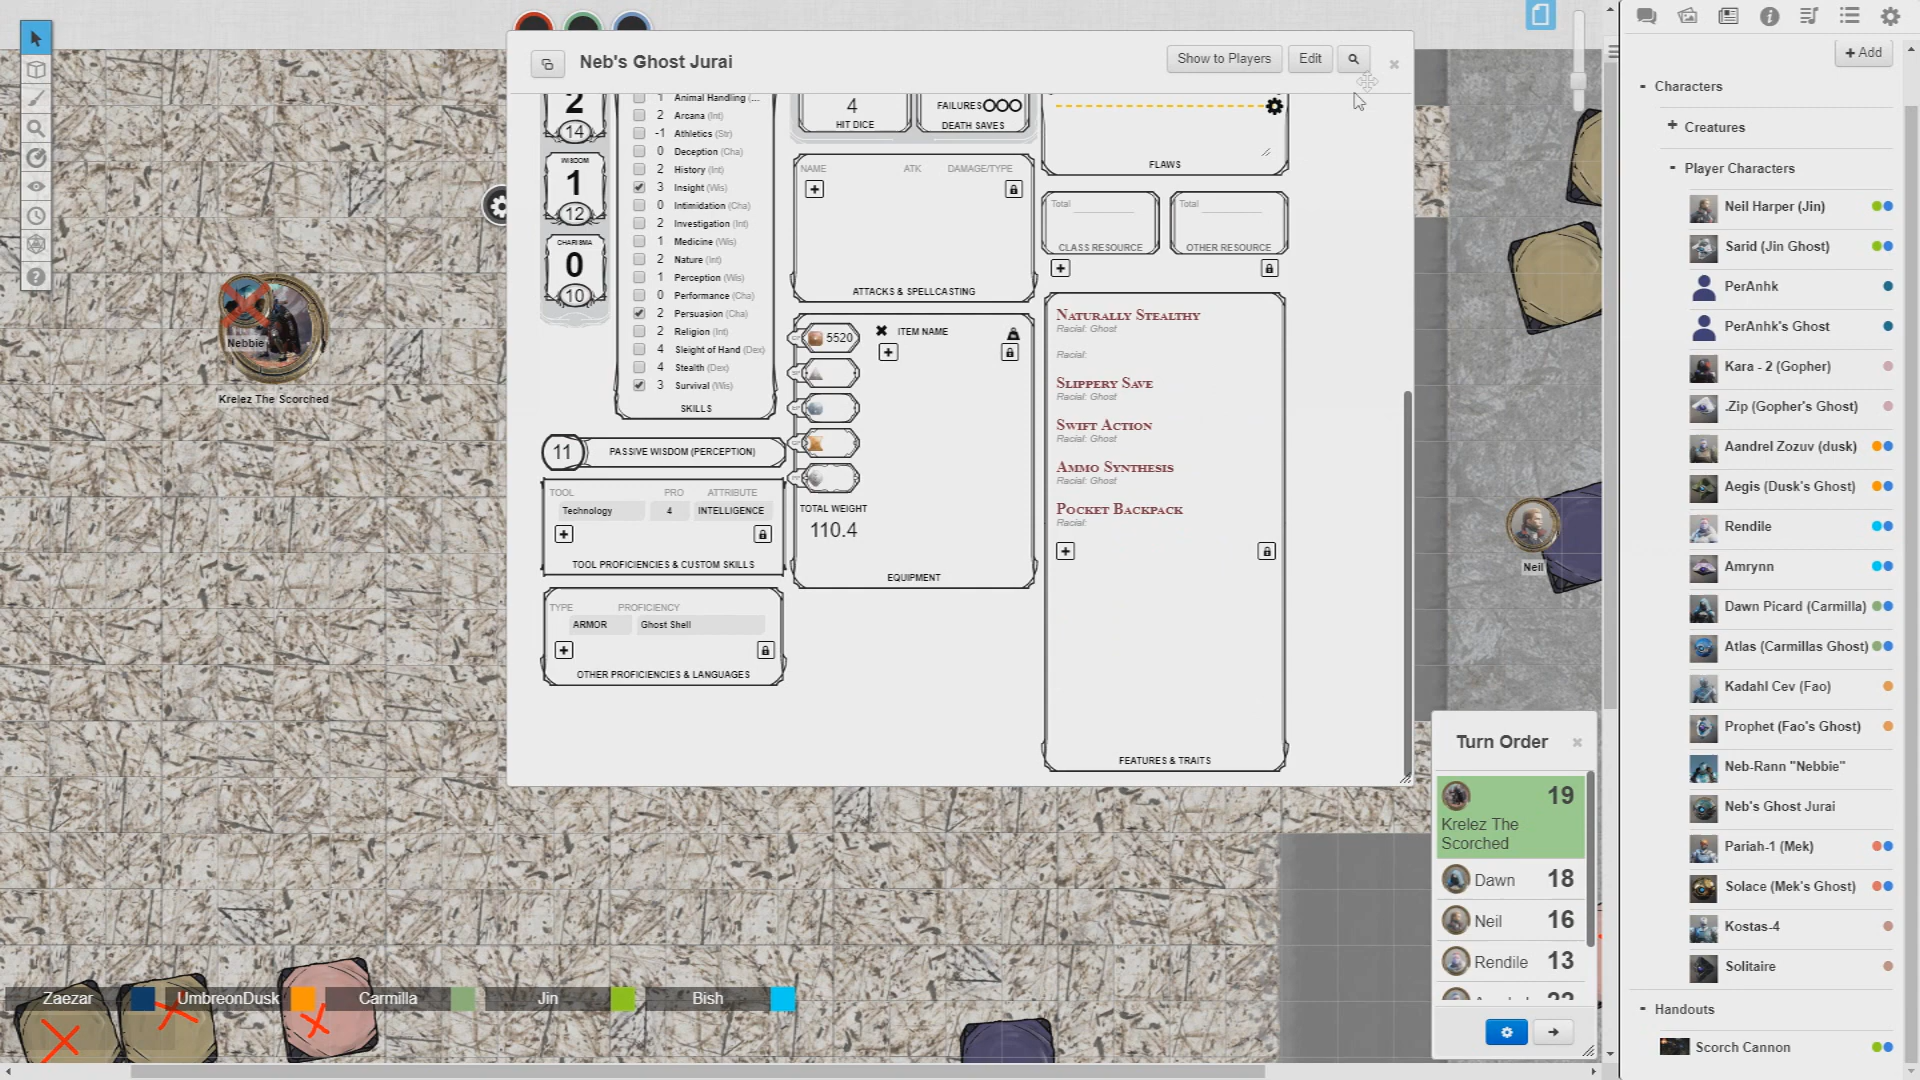 Neb's Ghost Jurai
Show to Players
Edit
2
14
WISDOM
1
12
CHARISMA
0
10
1 Animal Handling (...
2 Arcana (Int)
-1 Athletics (Str)
0 Deception (Cha)
2 History (Int)
3 Insight (Wis)
0 Intimidation (Cha)
2 Investigation (Int)
1 Medicine (Wis)
2 Nature (Int)
1 Perception (Wis)
0 Performance (Cha)
2 Persuasion (Cha)
2 Religion (Int)
4 Sleight of Hand (Dex)
4 Stealth (Dex)
3 Survival (Wis)
SKILLS
11 PASSIVE WISDOM (PERCEPTION)
TOOL PRO ATTRIBUTE
Technology 4 INTELLIGENCE
TOOL PROFICIENCIES & CUSTOM SKILLS
TYPE PROFICIENCY
ARMOR Ghost Shell
OTHER PROFICIENCIES & LANGUAGES
4
HIT DICE
FAILURES
DEATH SAVES
NAME ATK DAMAGE/TYPE
ATTACKS & SPELLCASTING
5520
ITEM NAME
TOTAL WEIGHT
110.4
EQUIPMENT
FLAWS
Total
CLASS RESOURCE
Total
OTHER RESOURCE
NATURALLY STEALTHY
Racial: Ghost
Racial:
SLIPPERY SAVE
Racial: Ghost
SWIFT ACTION
Racial: Ghost
AMMO SYNTHESIS
Racial: Ghost
POCKET BACKPACK
Racial:
FEATURES & TRAITS
Nebbie
Krelez The Scorched
Neil
Zaezar
UmbreonDusk
Carmilla
Jin
Bish
Turn Order
19
Krelez The
Scorched
Dawn 18
Neil 16
Rendile 13
+ Add
Characters
Creatures
Player Characters
Neil Harper (Jin)
Sarid (Jin Ghost)
PerAnhk
PerAnhk's Ghost
Kara - 2 (Gopher)
.Zip (Gopher's Ghost)
Aandrel Zozuv (dusk)
Aegis (Dusk's Ghost)
Rendile
Amrynn
Dawn Picard (Carmilla)
Atlas (Carmillas Ghost)
Kadahl Cev (Fao)
Prophet (Fao's Ghost)
Neb-Rann "Nebbie"
Neb's Ghost Jurai
Pariah-1 (Mek)
Solace (Mek's Ghost)
Kostas-4
Solitaire
Handouts
Scorch Cannon